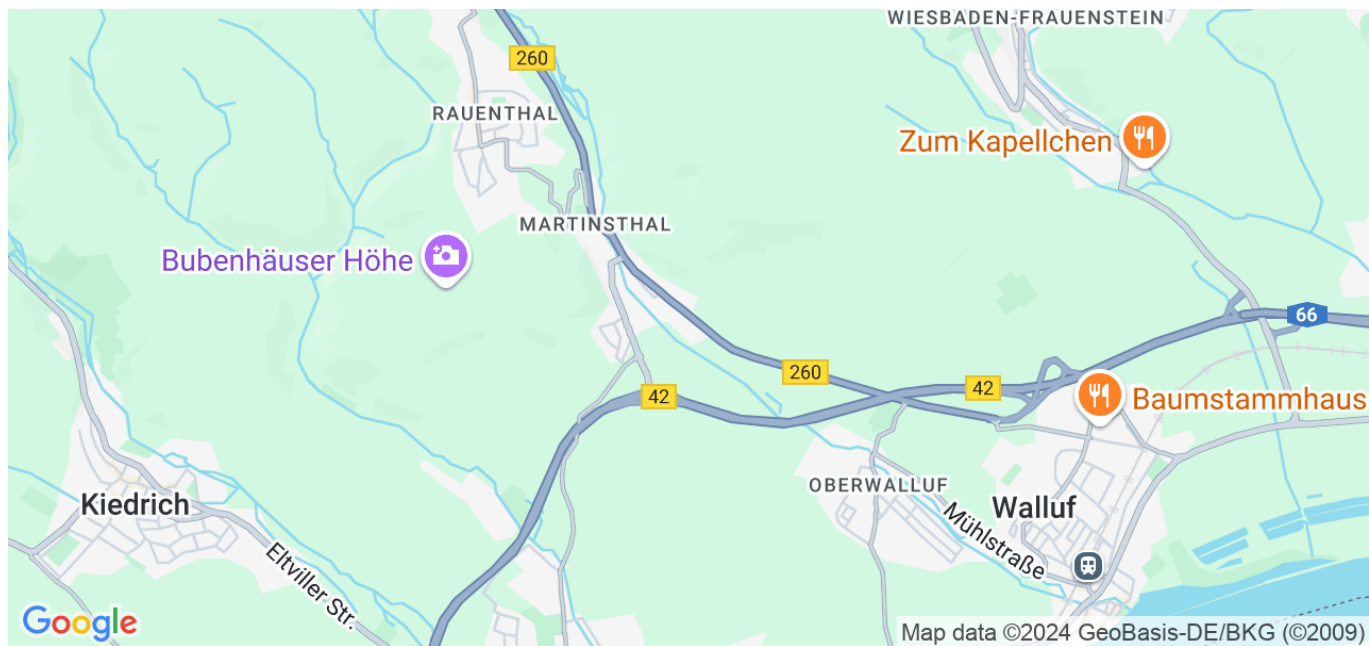 WIESBADEN-FRAUENSTEIN
260
RAUENTHAL
Zum Kapellchen
MARTINSTHAL
Bubenhäuser Höhe
66
260
42
42
Baumstammhaus
OBERWALLUF
Kiedrich
Walluf
Mühlstraße
Eltviller Str.
Google
Map data ©2024 GeoBasis-DE/BKG (©2009)